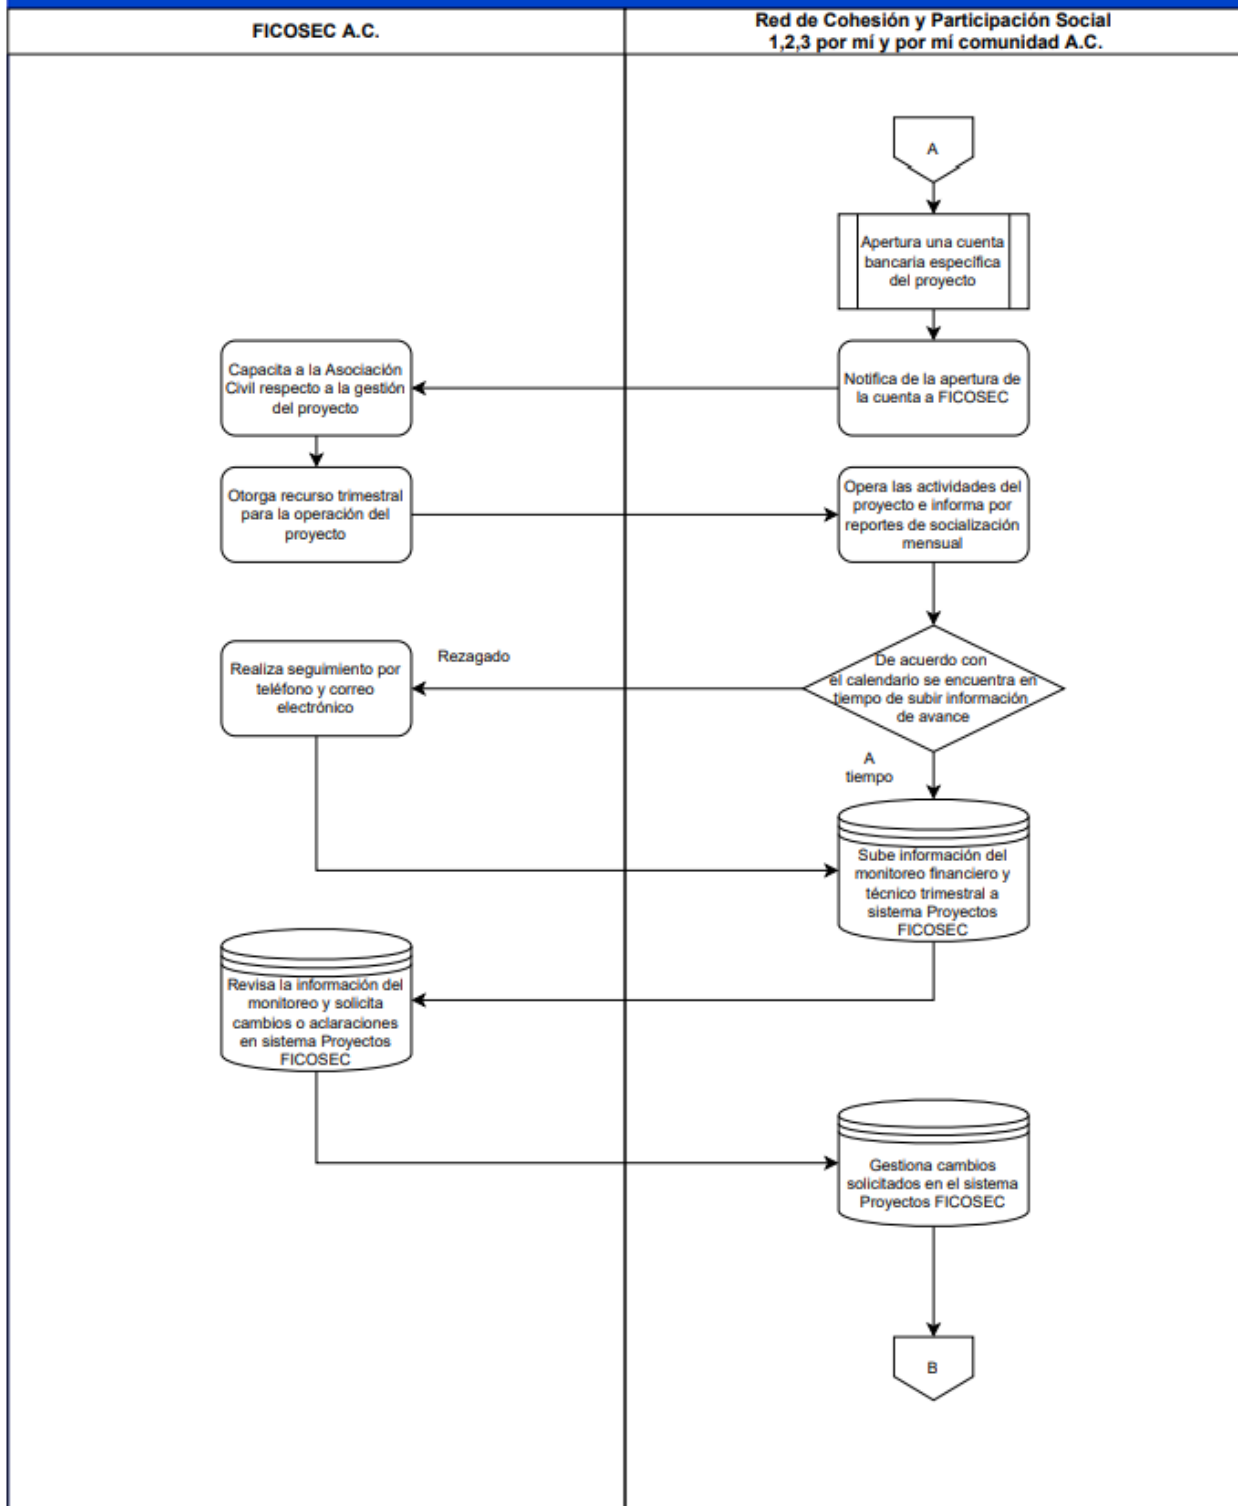 FICOSEC A.C.
Red de Cohesión y Participación Social
1,2,3 por mí y por mí comunidad A.C.
A
Apertura una cuenta
bancaria específica
del proyecto
Notifica de la apertura de
la cuenta a FICOSEC
Capacita a la Asociación
Civil respecto a la gestión
del proyecto
Otorga recurso trimestral
para la operación del
proyecto
Opera las actividades del
proyecto e informa por
reportes de socialización
mensual
De acuerdo con
el calendario se encuentra en
tiempo de subir información
de avance
Rezagado
Realiza seguimiento por
teléfono y correo
electrónico
A
tiempo
Sube información del
monitoreo financiero y
técnico trimestral a
sistema Proyectos
FICOSEC
Revisa la información del
monitoreo y solicita
cambios o aclaraciones
en sistema Proyectos
FICOSEC
Gestiona cambios
solicitados en el sistema
Proyectos FICOSEC
B